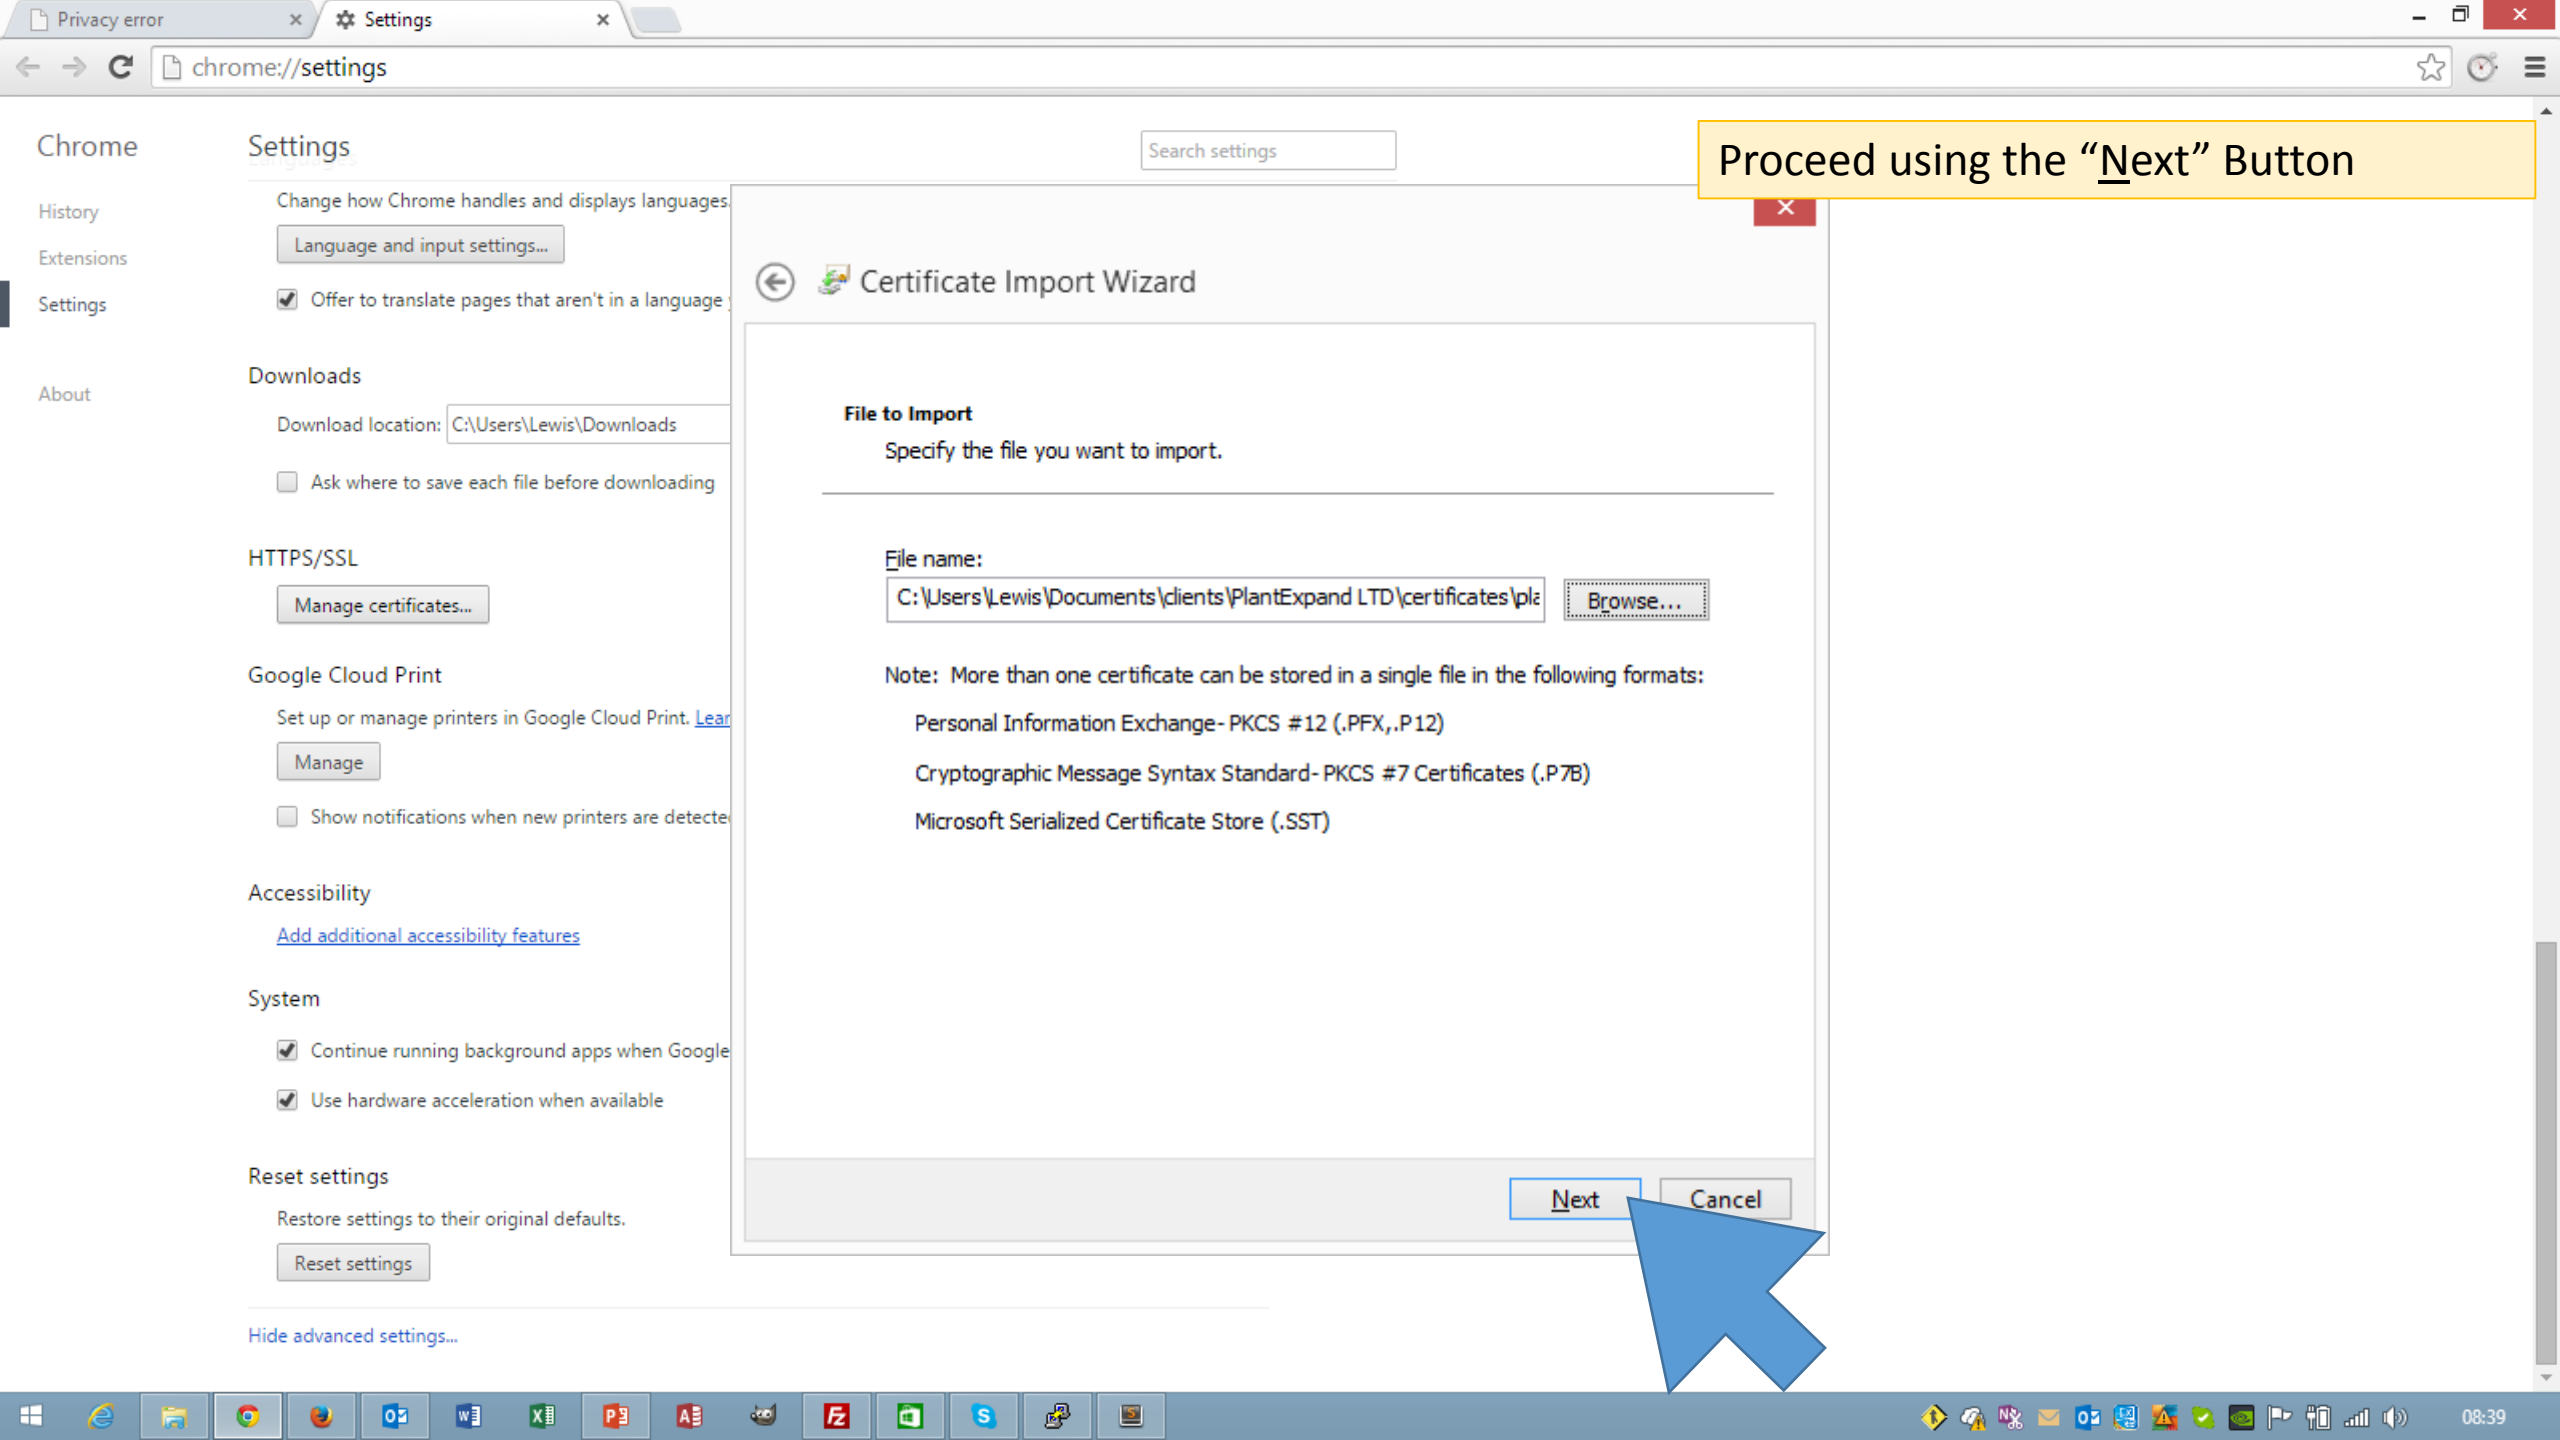 Privacy error
Settings
chrome://settings
Chrome
Settings
Search settings
Proceed using the “Next” Button
History
Extensions
Settings
About
Change how Chrome handles and displays languages.
Language and input settings...
Offer to translate pages that aren't in a language
Downloads
Download location: C:\Users\Lewis\Downloads
Ask where to save each file before downloading
HTTPS/SSL
Manage certificates...
Google Cloud Print
Set up or manage printers in Google Cloud Print. Lear
Manage
Show notifications when new printers are detecte
Accessibility
Add additional accessibility features
System
Continue running background apps when Google
Use hardware acceleration when available
Reset settings
Restore settings to their original defaults.
Reset settings
Hide advanced settings...
Certificate Import Wizard
File to Import
Specify the file you want to import.
File name:
C:\Users\Lewis\Documents\clients\PlantExpand LTD\certificates\pla
Browse...
Note: More than one certificate can be stored in a single file in the following formats:
Personal Information Exchange- PKCS #12 (.PFX,.P12)
Cryptographic Message Syntax Standard- PKCS #7 Certificates (.P7B)
Microsoft Serialized Certificate Store (.SST)
Next
Cancel
08:39